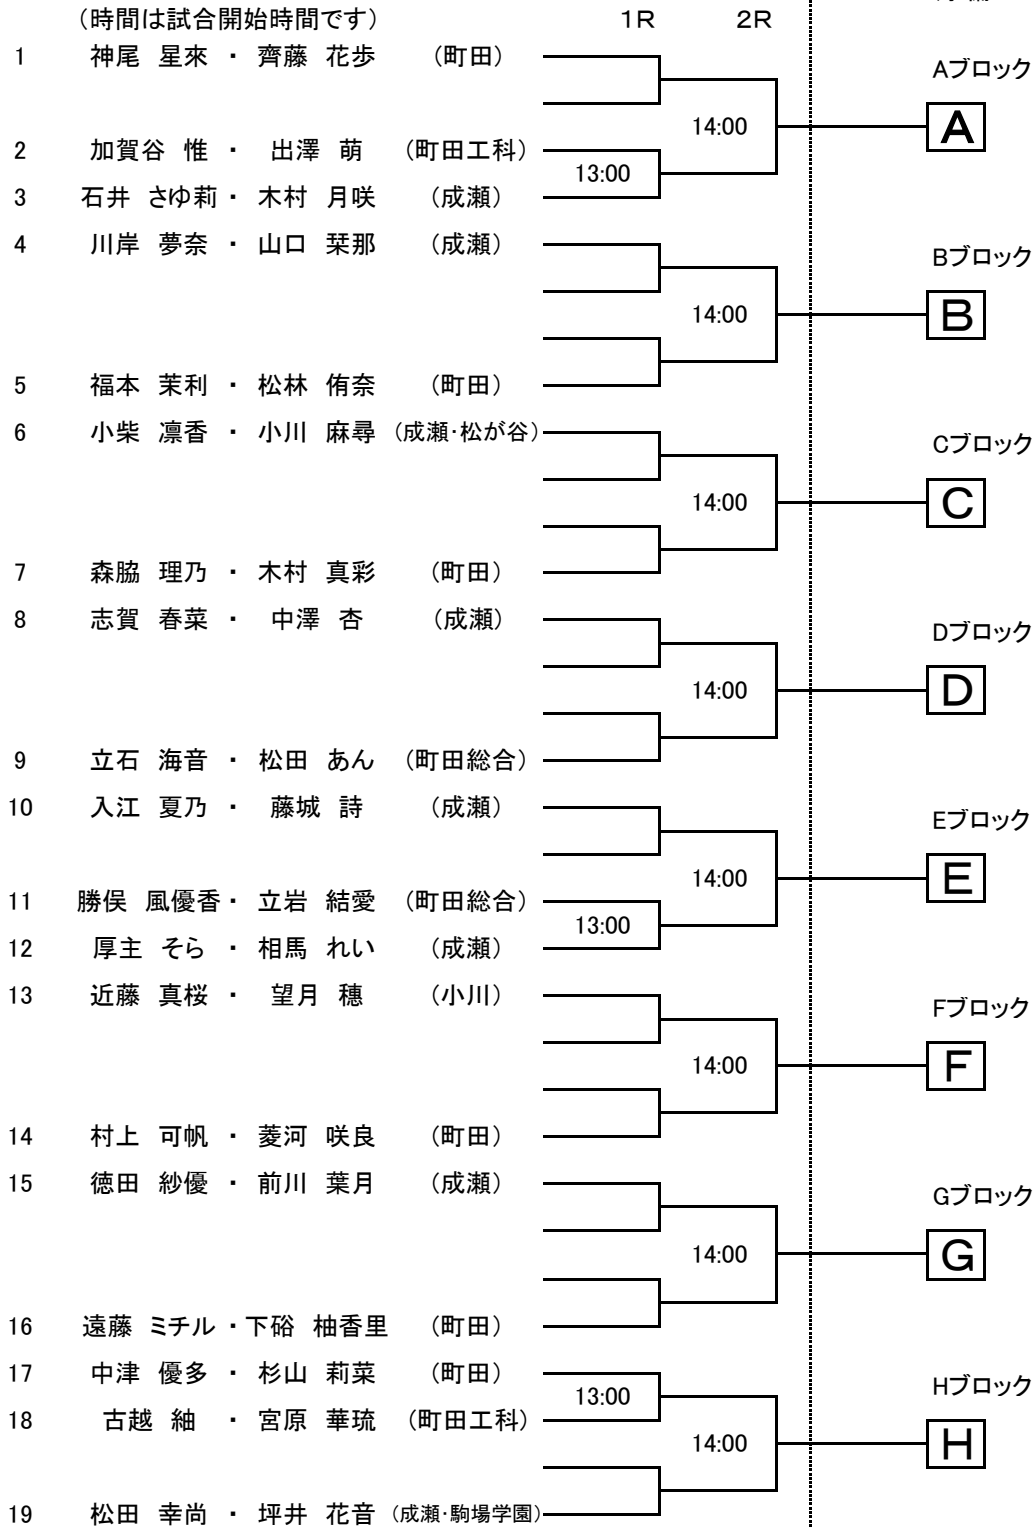 （時間は試合開始時間です） 1R 2R
1 神尾 星來 ・ 齊藤 花歩 （町田）
Aブロック
14:00 A
2 加賀谷 惟 ・ 出澤 萌 （町田工科）
13:00
3 石井 さゆ莉 ・ 木村 月咲 （成瀬）
4 川岸 夢奈 ・ 山口 栞那 （成瀬）
Bブロック
14:00 B
5 福本 茉利 ・ 松林 侑奈 （町田）
6 小柴 凛香 ・ 小川 麻尋 （成瀬・松が谷）
Cブロック
14:00 C
7 森脇 理乃 ・ 木村 真彩 （町田）
8 志賀 春菜 ・ 中澤 杏 （成瀬）
Dブロック
14:00 D
9 立石 海音 ・ 松田 あん （町田総合）
10 入江 夏乃 ・ 藤城 詩 （成瀬）
Eブロック
14:00 E
11 勝俣 風優香 ・ 立岩 結愛 （町田総合）
13:00
12 厚主 そら ・ 相馬 れい （成瀬）
13 近藤 真桜 ・ 望月 穗 （小川）
Fブロック
14:00 F
14 村上 可帆 ・ 菱河 咲良 （町田）
15 徳田 紗優 ・ 前川 葉月 （成瀬）
Gブロック
14:00 G
16 遠藤 ミチル ・ 下硲 柚香里 （町田）
17 中津 優多 ・ 杉山 莉菜 （町田）
Hブロック
13:00
18 古越 紬 ・ 宮原 華琉 （町田工科）
14:00 H
19 松田 幸尚 ・ 坪井 花音 （成瀬・駒場学園）